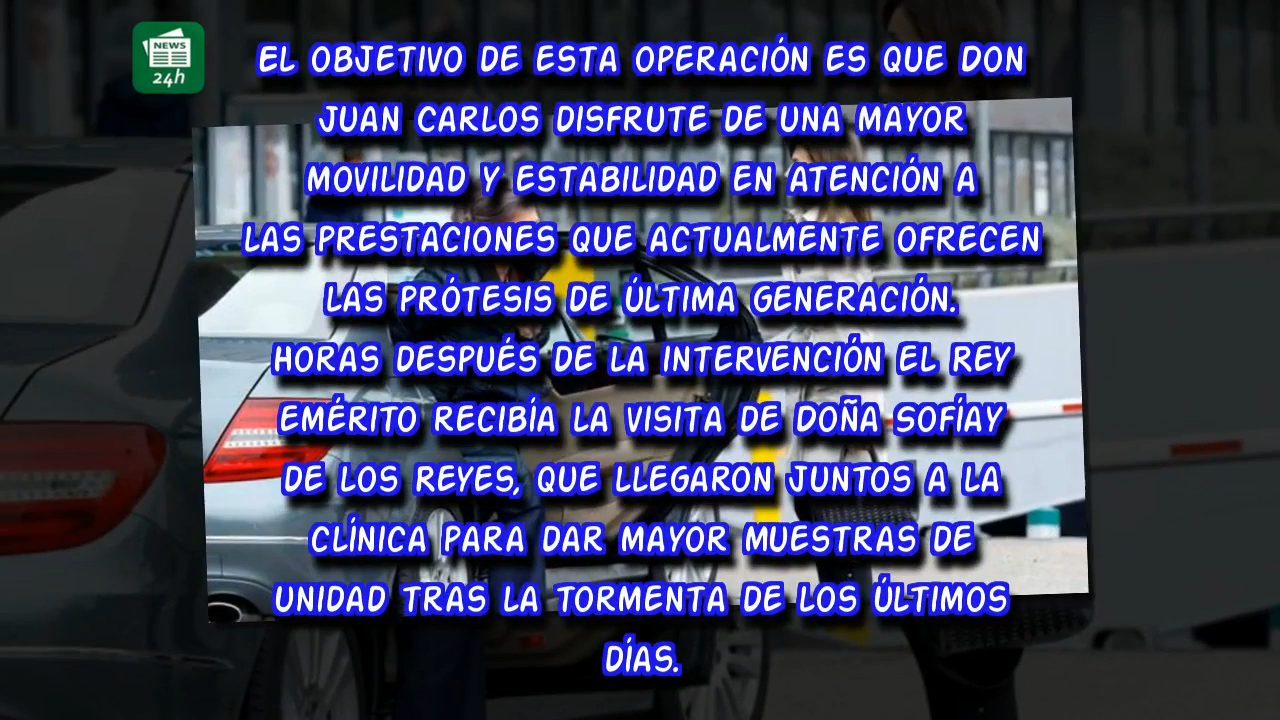 NEWS
24h
EL OBJETIVO DE ESTA OPERACIÓN ES QUE DON
JUAN CARLOS DISFRUTE DE UNA MAYOR
MOVILIDAD Y ESTABILIDAD EN ATENCIÓN A
LAS PRESTACIONES QUE ACTUALMENTE OFRECEN
LAS PRÓTESIS DE ÚLTIMA GENERACIÓN.
HORAS DESPUÉS DE LA INTERVENCIÓN EL REY
EMÉRITO RECIBÍA LA VISITA DE DOÑA SOFÍAY
DE LOS REYES, QUE LLEGARON JUNTOS A LA
CLÍNICA PARA DAR MAYOR MUESTRAS DE
UNIDAD TRAS LA TORMENTA DE LOS ÚLTIMOS
DÍAS.